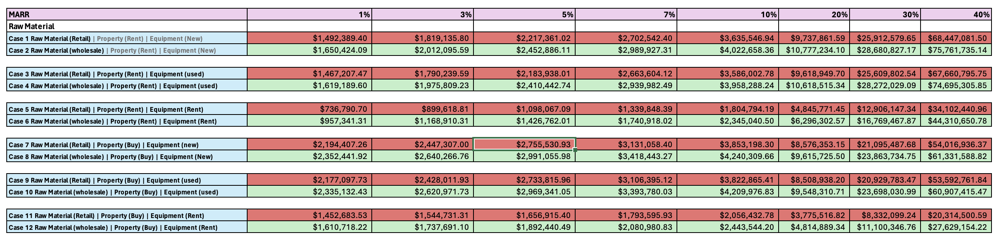 MARR 1% 3% 5% 7% 10% 20% 30% 40%
Raw Material
Case 1 Raw Material (Retail) | Property (Rent) | Equipment (New) $1,492,389.40 $1,819,135.80 $2,217,361.02 $2,702,542.40 $3,635,546.94 $9,737,861.59 $25,912,579.65 $68,447,081.50
Case 2 Raw Material (wholesale) | Property (Rent) | Equipment (New) $1,650,424.09 $2,012,095.59 $2,452,886.11 $2,989,927.31 $4,022,658.36 $10,777,234.10 $28,680,827.17 $75,761,735.14
Case 3 Raw Material (Retail) | Property (Rent) | Equipment (used) $1,467,207.47 $1,790,239.59 $2,183,938.01 $2,663,604.12 $3,586,002.78 $9,618,949.70 $25,609,802.54 $67,660,795.75
Case 4 Raw Material (wholesale) | Property (Rent) | Equipment (used) $1,619,189.60 $1,975,809.23 $2,410,442.74 $2,939,982.49 $3,958,288.24 $10,618,515.34 $28,272,029.09 $74,695,305.85
Case 5 Raw Material (Retail) | Property (Rent) | Equipment (Rent) $736,790.70 $899,618.81 $1,098,067.09 $1,339,848.39 $1,804,794.19 $4,845,771.45 $12,906,147.34 $34,102,440.96
Case 6 Raw Material (wholesale) | Property (Rent) | Equipment (Rent) $957,341.31 $1,168,910.31 $1,426,762.01 $1,740,918.02 $2,345,040.50 $6,296,302.57 $16,769,467.87 $44,310,650.78
Case 7 Raw Material (Retail) | Property (Buy) | Equipment (new) $2,194,407.26 $2,447,307.00 $2,755,530.93 $3,131,058.40 $3,853,198.30 $8,576,353.15 $21,095,487.68 $54,016,936.37
Case 8 Raw Material (wholesale) | Property (Buy) | Equipment (New) $2,352,441.92 $2,640,266.76 $2,991,055.98 $3,418,443.27 $4,240,309.66 $9,615,725.50 $23,863,734.75 $61,331,588.82
Case 9 Raw Material (Retail) | Property (Buy) | Equipment (used) $2,177,097.73 $2,428,011.93 $2,733,815.96 $3,106,395.12 $3,822,865.41 $8,508,938.20 $20,929,783.47 $53,592,761.84
Case 10 Raw Material (wholesale) | Property (Buy) | Equipment (used) $2,335,132.43 $2,620,971.73 $2,969,341.05 $3,393,780.03 $4,209,976.83 $9,548,310.71 $23,698,030.99 $60,907,415.47
Case 11 Raw Material (Retail) | Property (Buy) | Equipment (Rent) $1,452,683.53 $1,544,731.31 $1,656,915.40 $1,793,595.93 $2,056,432.78 $3,775,516.82 $8,332,099.24 $20,314,500.59
Case 12 Raw Material (wholesale) | Property (Buy) | Equipment (Rent) $1,610,718.22 $1,737,691.10 $1,892,440.49 $2,080,980.83 $2,443,544.20 $4,814,889.34 $11,100,346.76 $27,629,154.22